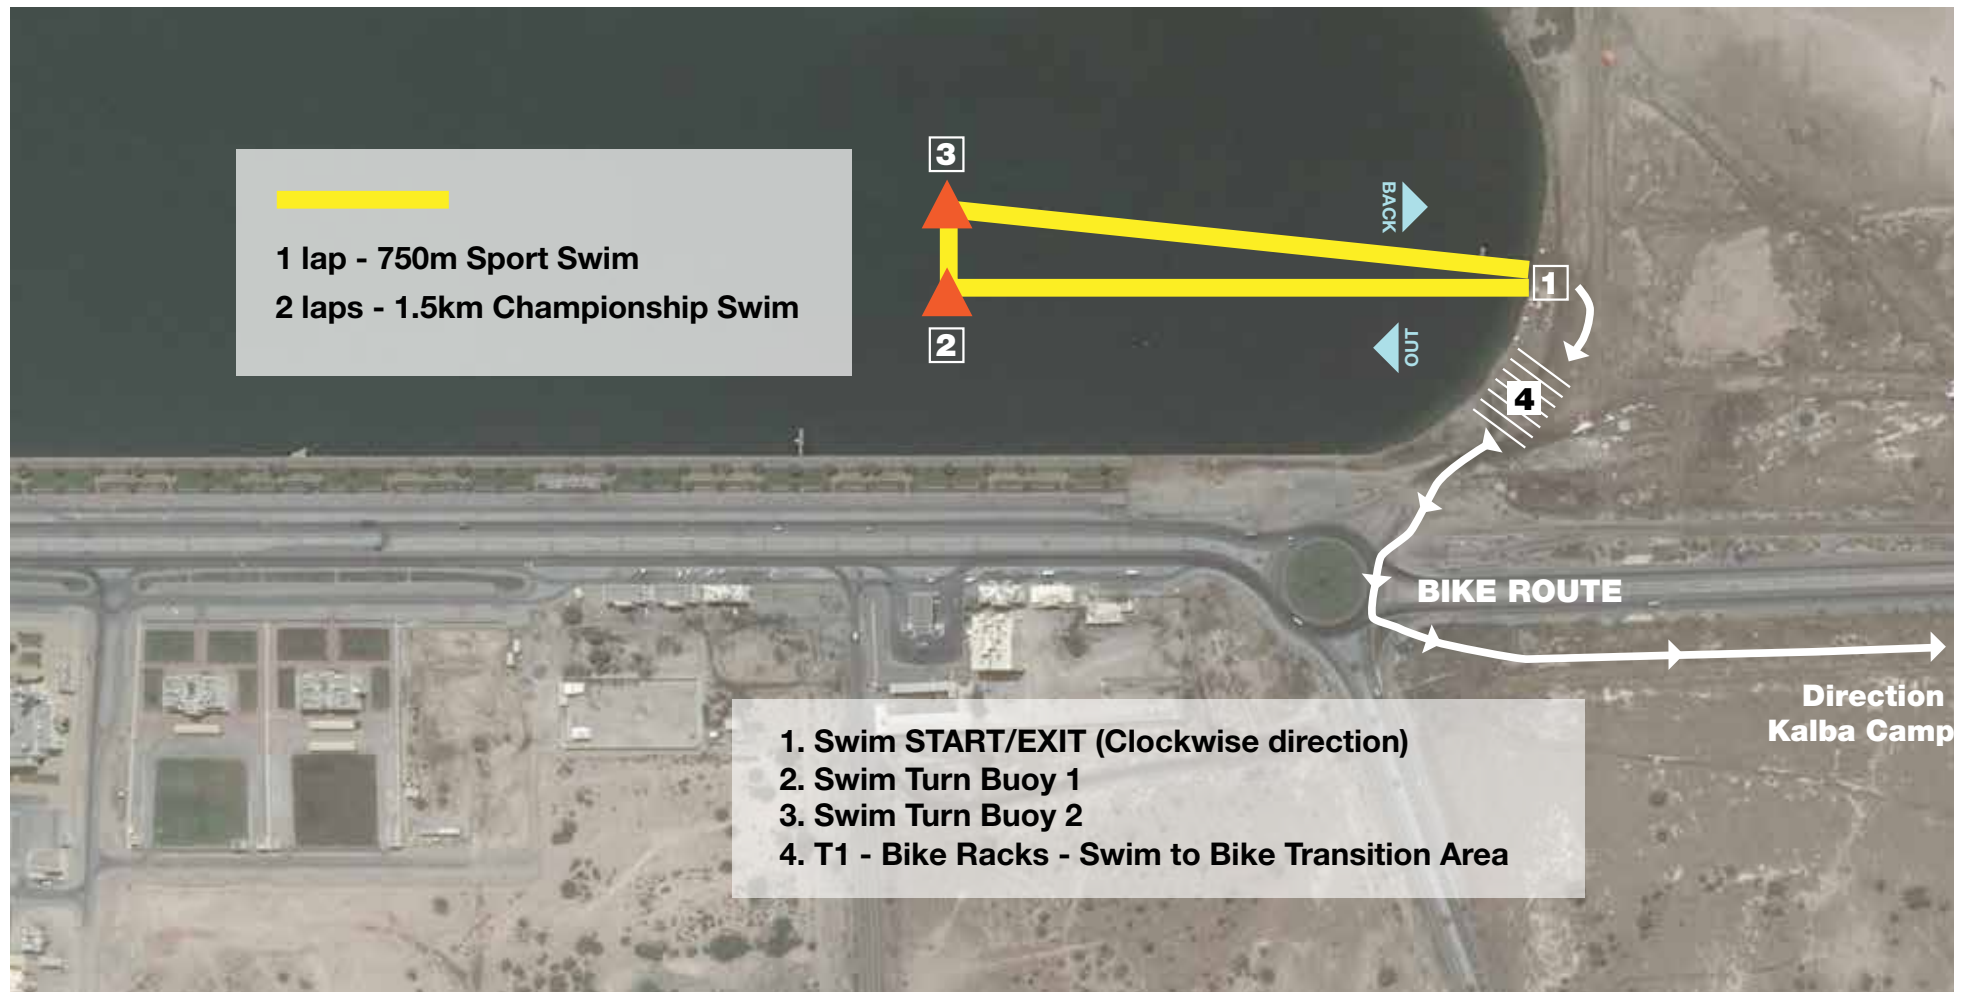 3
BACK
1 lap - 750m Sport Swim
2 laps - 1.5km Championship Swim
1
2
OUT
4
BIKE ROUTE
Direction
Kalba Camp
1. Swim START/EXIT (Clockwise direction)
2. Swim Turn Buoy 1
3. Swim Turn Buoy 2
4. T1 - Bike Racks - Swim to Bike Transition Area